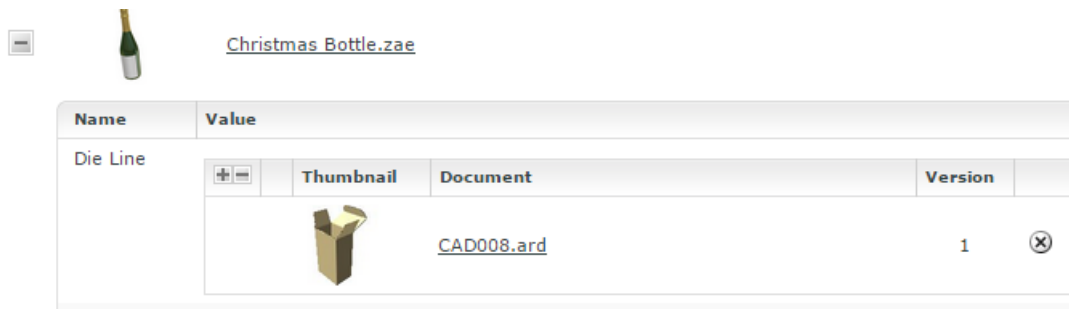 Christmas Bottle.zae
Name Value
Die Line
Thumbnail Document Version
CAD008.ard 1